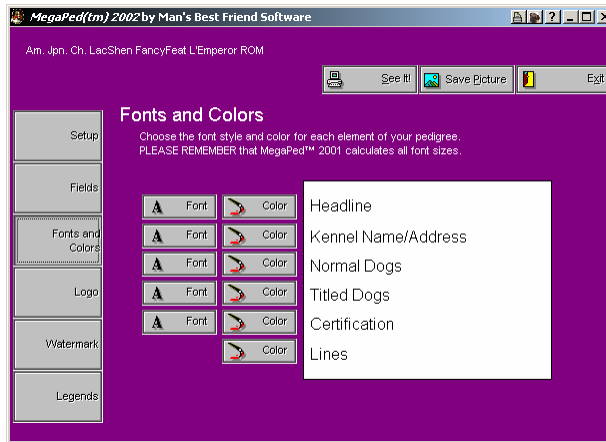 MegaPed(tm) 2002 by Man's Best Friend Software
Am. Jpn. Ch. LacShen FancyFeat L'Emperor ROM
See It! Save Picture Exit
Fonts and Colors
Choose the font style and color for each element of your pedigree.
PLEASE REMEMBER that MegaPed™ 2001 calculates all font sizes.
Setup
Fields
Fonts and
Colors
Logo
Watermark
Legends
Font Color Headline
Font Color Kennel Name/Address
Font Color Normal Dogs
Font Color Titled Dogs
Font Color Certification
Color Lines